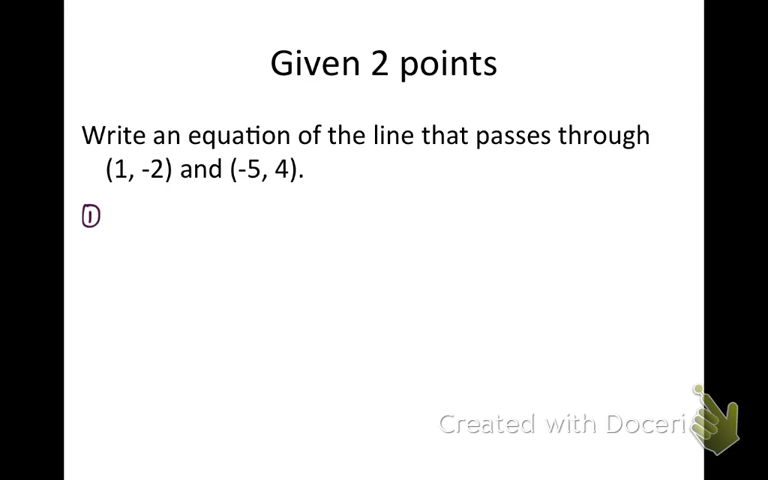 Given 2 points
Write an equation of the line that passes through
(1, -2) and (-5, 4).
①
Created with Doceri